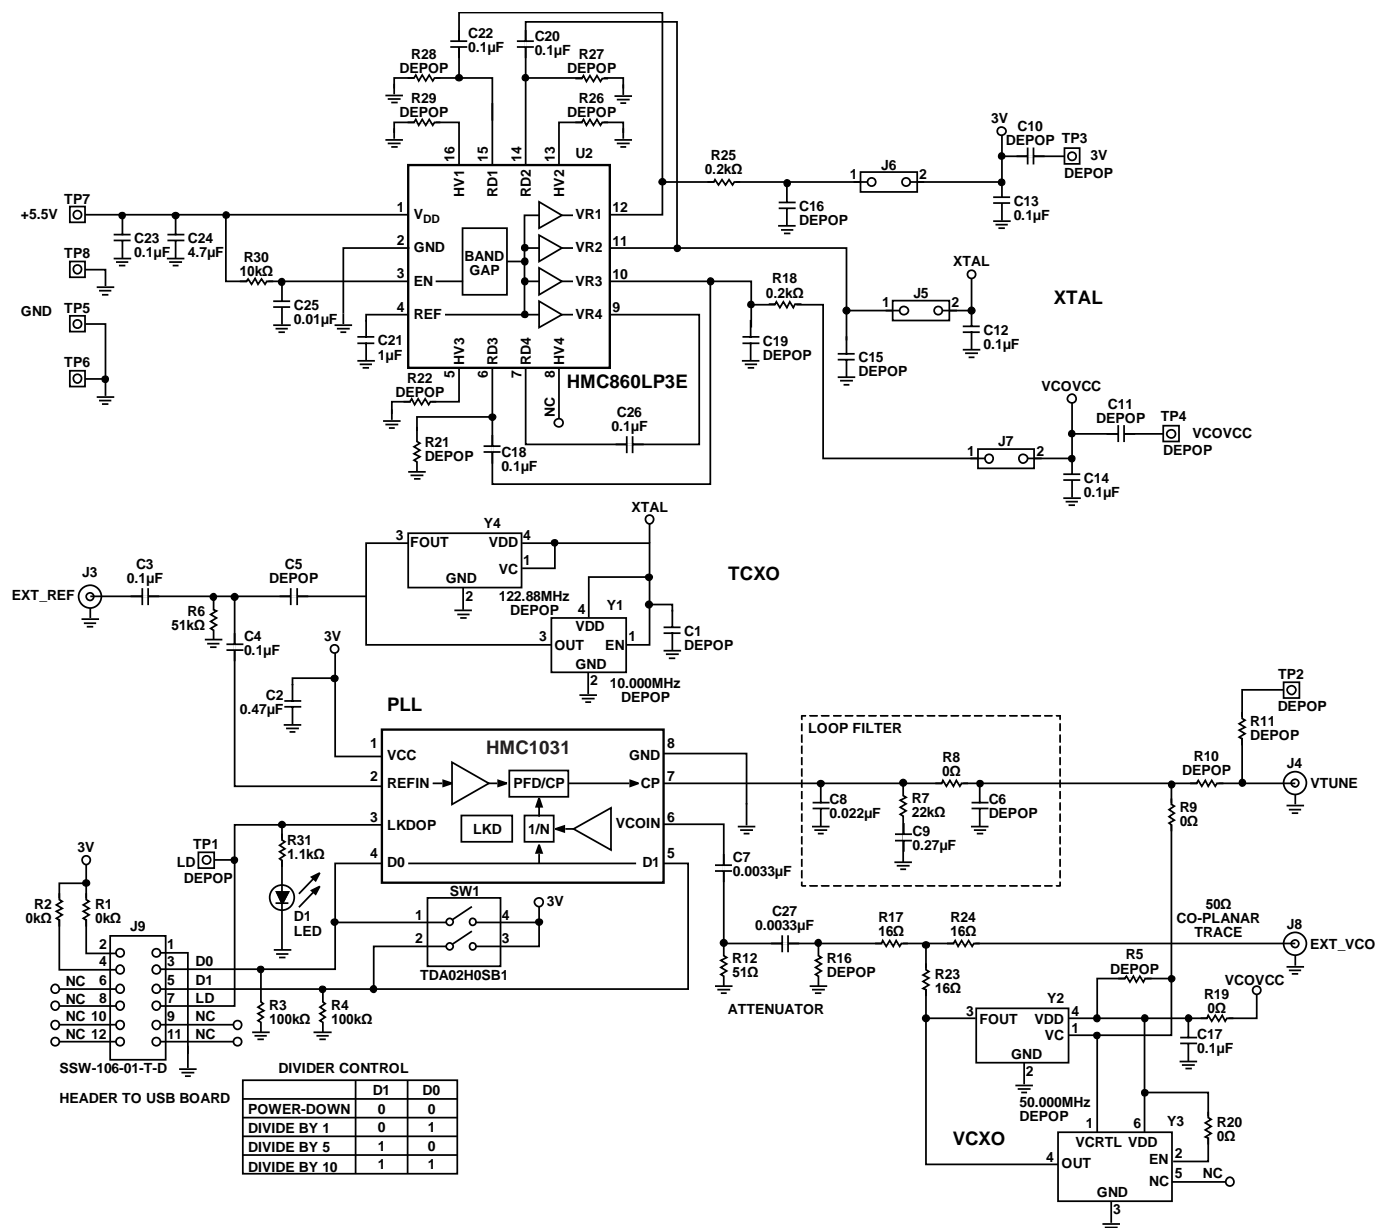 C22
0.1µF
C20
0.1µF
R28
DEPOP
R27
DEPOP
R29
DEPOP
R26
DEPOP
16
15
14
13
U2
HV1
RD1
RD2
HV2
3V
C10
DEPOP
TP3
3V
DEPOP
R25
0.2kΩ
J6
1
2
C16
DEPOP
C13
0.1µF
TP7
+5.5V
1
VDD
VR1
12
C23
0.1µF
C24
4.7µF
2
GND
VR2
11
TP8
R30
10kΩ
BAND
GAP
3
EN
VR3
10
R18
0.2kΩ
XTAL
J5
1
2
XTAL
GND
TP5
C25
0.01µF
4
REF
VR4
9
C21
1µF
C19
DEPOP
C12
0.1µF
C15
DEPOP
TP6
HV3
RD3
RD4
HV4
5
6
7
8
HMC860LP3E
R22
DEPOP
NC
C26
0.1µF
R21
DEPOP
C18
0.1µF
VCOVCC
C11
DEPOP
TP4
VCOVCC
DEPOP
J7
1
2
C14
0.1µF
XTAL
Y4
3
FOUT
VDD
4
VC
1
GND
2
122.88MHz
DEPOP
TCXO
J3
EXT_REF
C3
0.1µF
C5
DEPOP
R6
51kΩ
C4
0.1µF
Y1
4
VDD
3
OUT
EN
1
GND
2
10.000MHz
DEPOP
C1
DEPOP
3V
C2
0.47µF
PLL
HMC1031
1
VCC
GND
8
2
REFIN
PFD/CP
CP
7
3
LKDOP
LKD
1/N
VCOIN
6
4
D0
D1
5
LOOP FILTER
R8
0Ω
C8
0.022µF
R7
22kΩ
C6
DEPOP
C9
0.27µF
TP2
DEPOP
R11
DEPOP
R10
DEPOP
J4
VTUNE
R9
0Ω
C7
0.0033µF
TP1
LD
DEPOP
R31
1.1kΩ
D1
LED
3V
R2
0kΩ
R1
0kΩ
SW1
1
4
2
3
3V
TDA02H0SB1
C27
0.0033µF
R17
16Ω
R24
16Ω
50Ω
CO-PLANAR
TRACE
J8
EXT_VCO
R12
51Ω
R16
DEPOP
R23
16Ω
ATTENUATOR
J9
2
1
4
3
D0
NC
6
5
D1
NC
8
7
LD
NC
10
9
NC
NC
12
11
NC
SSW-106-01-T-D
R3
100kΩ
R4
100kΩ
HEADER TO USB BOARD
R5
DEPOP
Y2
3
FOUT
VDD
4
VC
1
GND
2
50.000MHz
DEPOP
R19
0Ω
VCOVCC
C17
0.1µF
R20
0Ω
VCXO
1
6
Y3
VCRTL
VDD
4
OUT
EN
2
NC
5
NC
GND
3
DIVIDER CONTROL
D1 D0
POWER-DOWN 0 0
DIVIDE BY 1 0 1
DIVIDE BY 5 1 0
DIVIDE BY 10 1 1